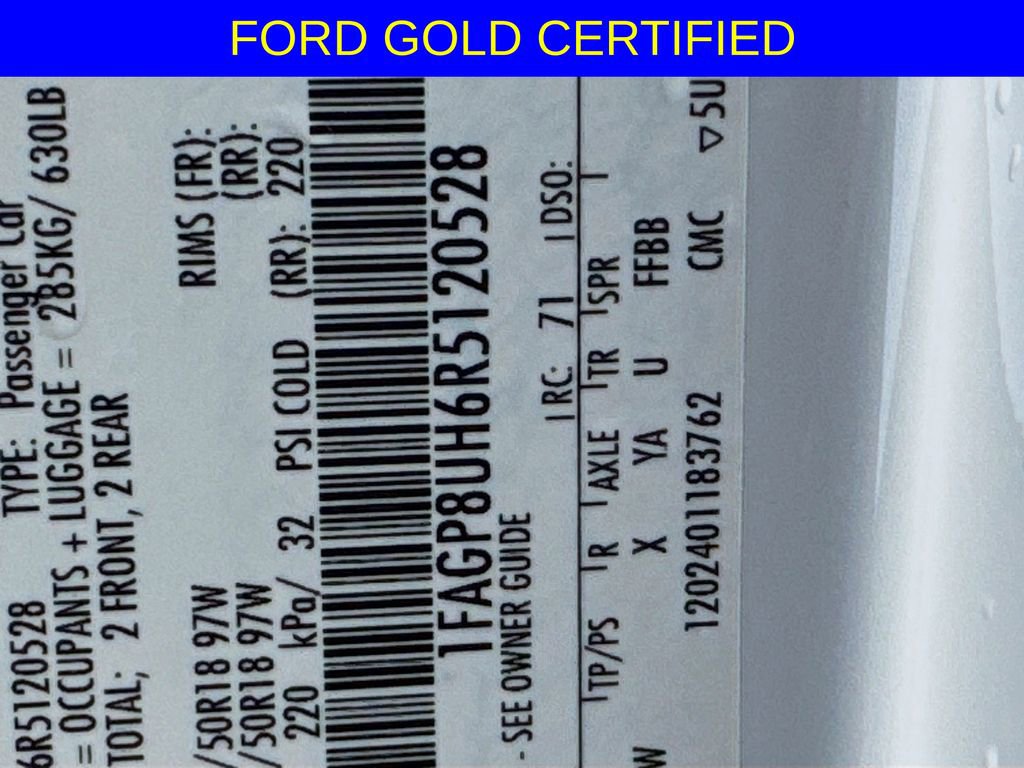 FORD GOLD CERTIFIED
6R5120528 TYPE: Passenger Car
= OCCUPANTS + LUGGAGE = 285KG/ 630LB
TOTAL; 2 FRONT, 2 REAR
RIMS (FR):
/50R18 97W (RR):
/50R18 97W
220 kPa/ 32 PSI COLD (RR): 220
1FAGP8UH6R5120528
- SEE OWNER GUIDE
RC: 71 DSO:
TP/PS R AXLE TR SPR
W X YA U FFBB
1202401183762 CMC ▽5U